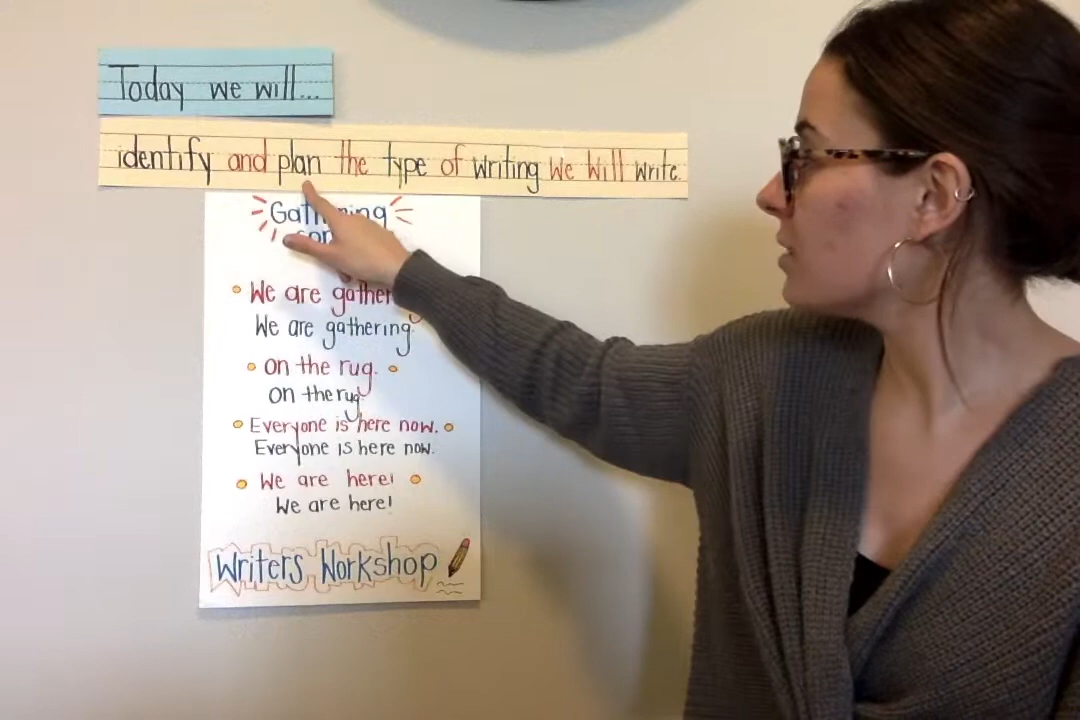 Today we will...
identify and plan the type of writing we will write.
We are
We are gathering
on the rug.
on the rug
Everyone is here now.
Everyone is here now.
We are here!
We are here!
Writers Workshop